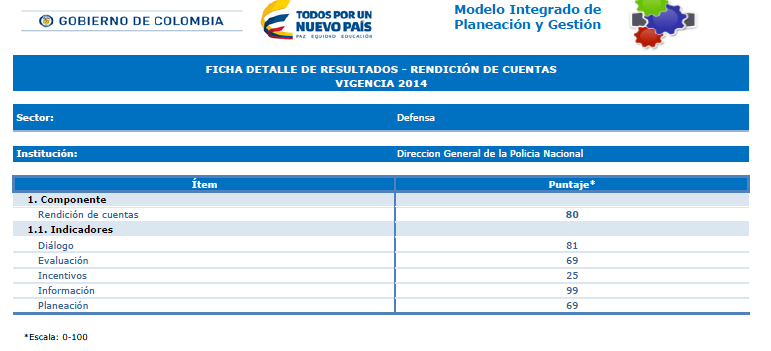 GOBIERNO DE COLOMBIA
TODOS POR UN
NUEVO PAÍS
PAZ EQUIDAD EDUCACIÓN
Modelo Integrado de
Planeación y Gestión
FICHA DETALLE DE RESULTADOS - RENDICIÓN DE CUENTAS
VIGENCIA 2014
Sector: Defensa
Institución: Direccion General de la Policia Nacional
Ítem Puntaje*
1. Componente
Rendición de cuentas 80
1.1. Indicadores
Diálogo 81
Evaluación 69
Incentivos 25
Información 99
Planeación 69
*Escala: 0-100